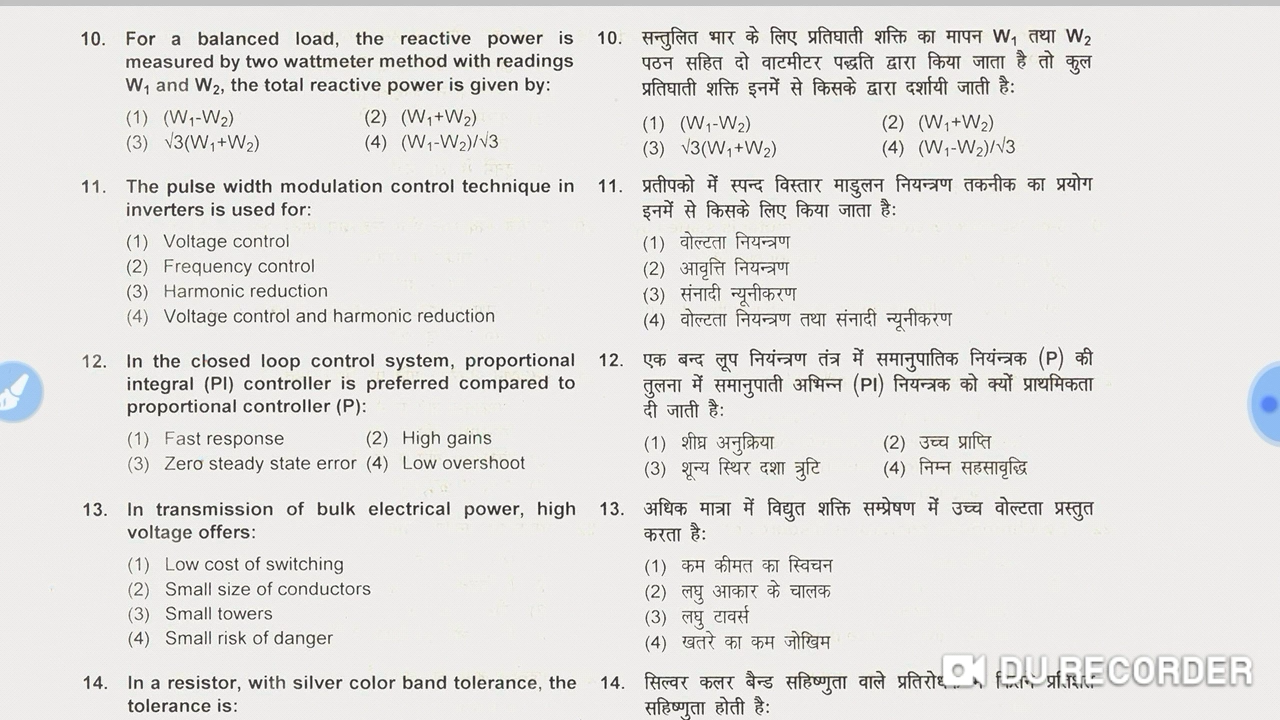 10. For a balanced load, the reactive power is
measured by two wattmeter method with readings
W₁ and W₂, the total reactive power is given by:
(1) (W₁-W₂) (2) (W₁+W₂)
(3) √3(W₁+W₂) (4) (W₁-W₂)/√3
11. The pulse width modulation control technique in
inverters is used for:
(1) Voltage control
(2) Frequency control
(3) Harmonic reduction
(4) Voltage control and harmonic reduction
12. In the closed loop control system, proportional
integral (PI) controller is preferred compared to
proportional controller (P):
(1) Fast response (2) High gains
(3) Zero steady state error (4) Low overshoot
13. In transmission of bulk electrical power, high
voltage offers:
(1) Low cost of switching
(2) Small size of conductors
(3) Small towers
(4) Small risk of danger
14. In a resistor, with silver color band tolerance, the
tolerance is:
10. सन्तुलित भार के लिए प्रतिघाती शक्ति का मापन W₁ तथा W₂
पठन सहित दो वाटमीटर पद्धति द्वारा किया जाता है तो कुल
प्रतिघाती शक्ति इनमें से किसके द्वारा दर्शायी जाती है:
(1) (W₁-W₂) (2) (W₁+W₂)
(3) √3(W₁+W₂) (4) (W₁-W₂)/√3
11. प्रतीपको में स्पन्द विस्तार माडुलन नियन्त्रण तकनीक का प्रयोग
इनमें से किसके लिए किया जाता है:
(1) वोल्टता नियन्त्रण
(2) आवृत्ति नियन्त्रण
(3) संनादी न्यूनीकरण
(4) वोल्टता नियन्त्रण तथा संनादी न्यूनीकरण
12. एक बन्द लूप नियंन्त्रण तंत्र में समानुपातिक नियंन्त्रक (P) की
तुलना में समानुपाती अभिन्न (PI) नियन्त्रक को क्यों प्राथमिकता
दी जाती है:
(1) शीघ्र अनुक्रिया (2) उच्च प्राप्ति
(3) शून्य स्थिर दशा त्रुटि (4) निम्न सहसावृद्धि
13. अधिक मात्रा में विद्युत शक्ति सम्प्रेषण में उच्च वोल्टता प्रस्तुत
करता है:
(1) कम कीमत का स्विचन
(2) लघु आकार के चालक
(3) लघु टावर्स
(4) खतरे का कम जोखिम
14. सिल्वर कलर बैन्ड सहिष्णुता वाले
सहिष्णुता होती है:
DU RECORDER